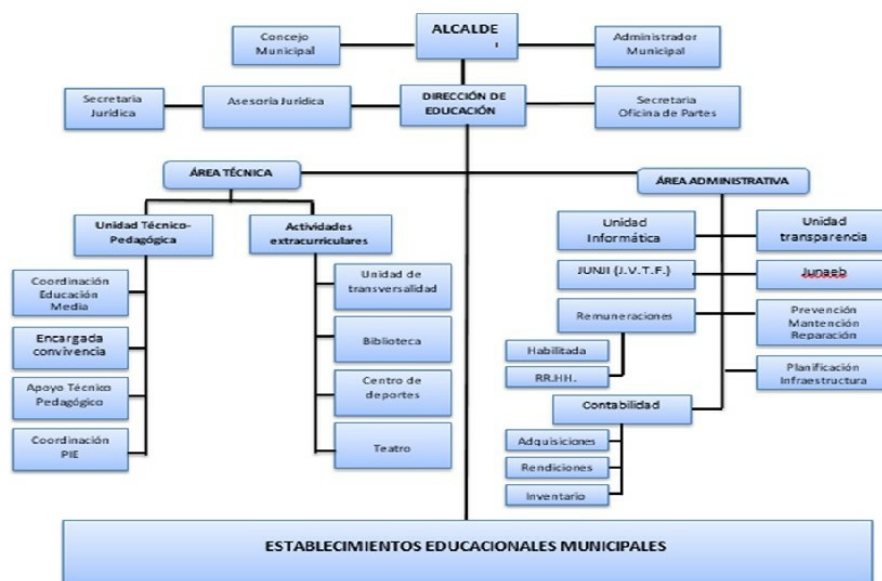 ALCALDE
Concejo
Municipal
Administrador
Municipal
DIRECCIÓN DE
EDUCACIÓN
Secretaria
Jurídica
Asesoría Jurídica
Secretaria
Oficina de Partes
ÁREA TÉCNICA
ÁREA ADMINISTRATIVA
Unidad Técnico-
Pedagógica
Actividades
extracurriculares
Coordinación
Educación
Media
Encargada
convivencia
Apoyo Técnico
Pedagógico
Coordinación
PIE
Unidad de
transversalidad
Biblioteca
Centro de
deportes
Teatro
Unidad
Informática
Unidad
transparencia
JUNJI (J.V.T.F.)
Junaeb
Remuneraciones
Prevención
Mantención
Reparación
Habilitada
RR.HH.
Planificación
Infraestructura
Contabilidad
Adquisiciones
Rendiciones
Inventario
ESTABLECIMIENTOS EDUCACIONALES MUNICIPALES